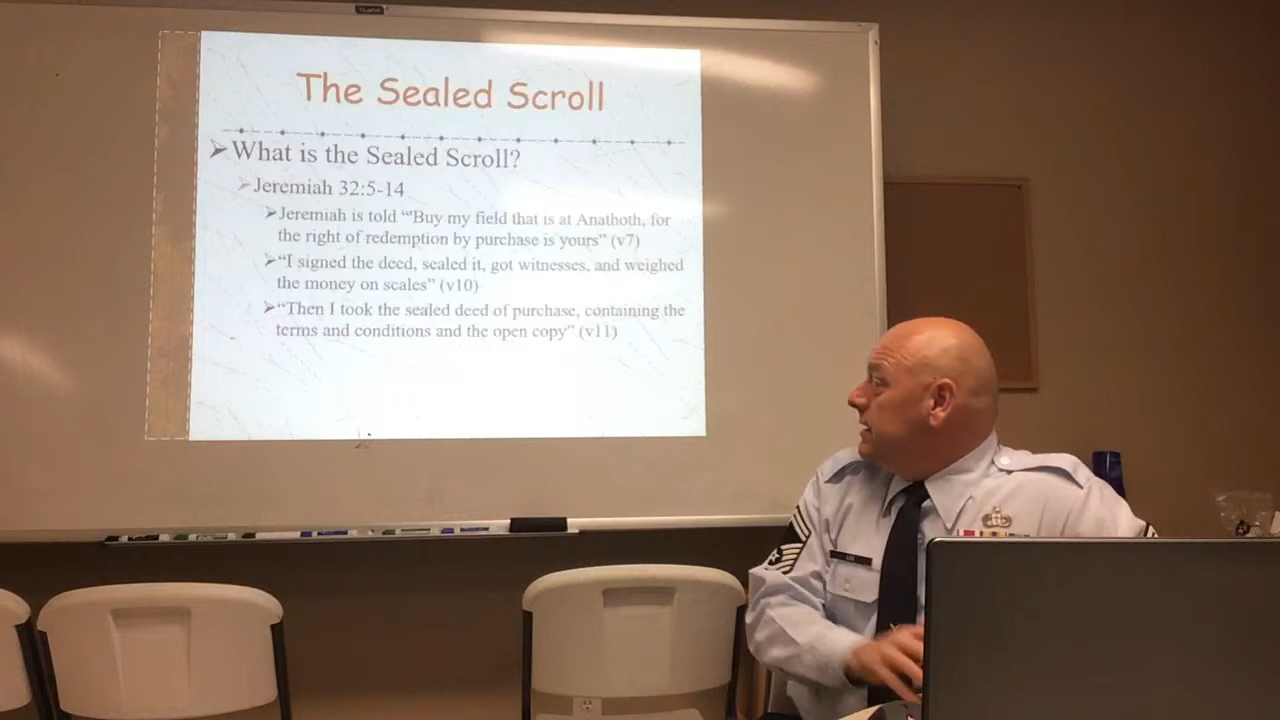 The Sealed Scroll
What is the Sealed Scroll?
Jeremiah 32:5-14
Jeremiah is told “‘Buy my field that is at Anathoth, for
the right of redemption by purchase is yours” (v7)
“I signed the deed, sealed it, got witnesses, and weighed
the money on scales” (v10)
“Then I took the sealed deed of purchase, containing the
terms and conditions and the open copy” (v11)